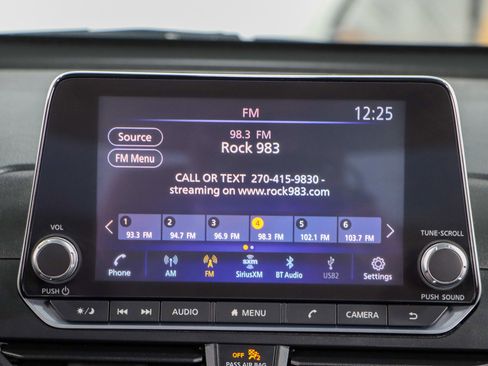 FM
12:25
Source
98.3 FM
Rock 983
FM Menu
CALL OR TEXT 270-415-9830 -
streaming on www.rock983.com
1 2 3 4 5 6
93.3 FM 94.7 FM 96.9 FM 98.3 FM 102.1 FM 103.7 FM
VOL
TUNE-SCROLL
sxm
Phone AM FM SiriusXM BT Audio USB2 Settings
PUSH
PUSH SOUND
AUDIO MENU CAMERA
OFF
PASS AIR BAG